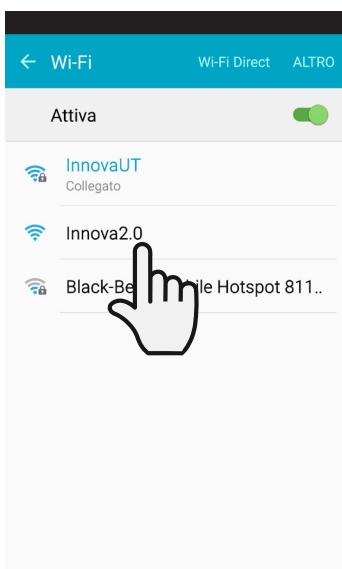 Wi-Fi Wi-Fi Direct ALTRO
Attiva
InnovaUT
Collegato
Innova2.0
Black-Be ile Hotspot 811..